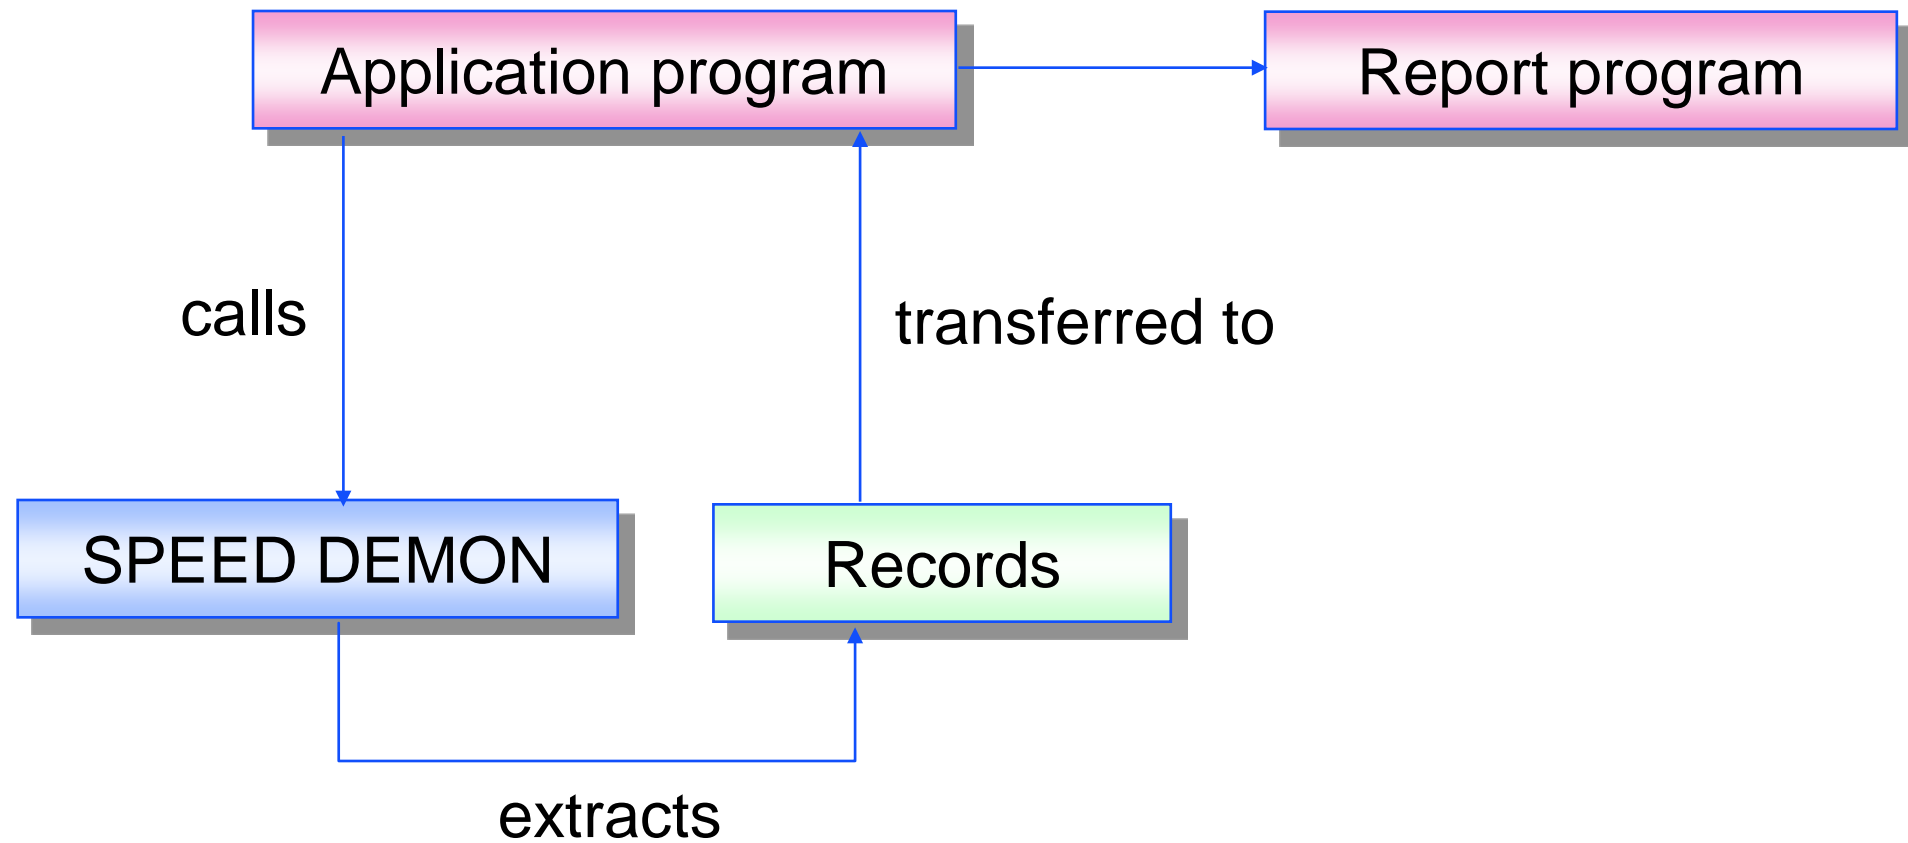 Application program
Report program
calls
transferred to
SPEED DEMON
Records
extracts